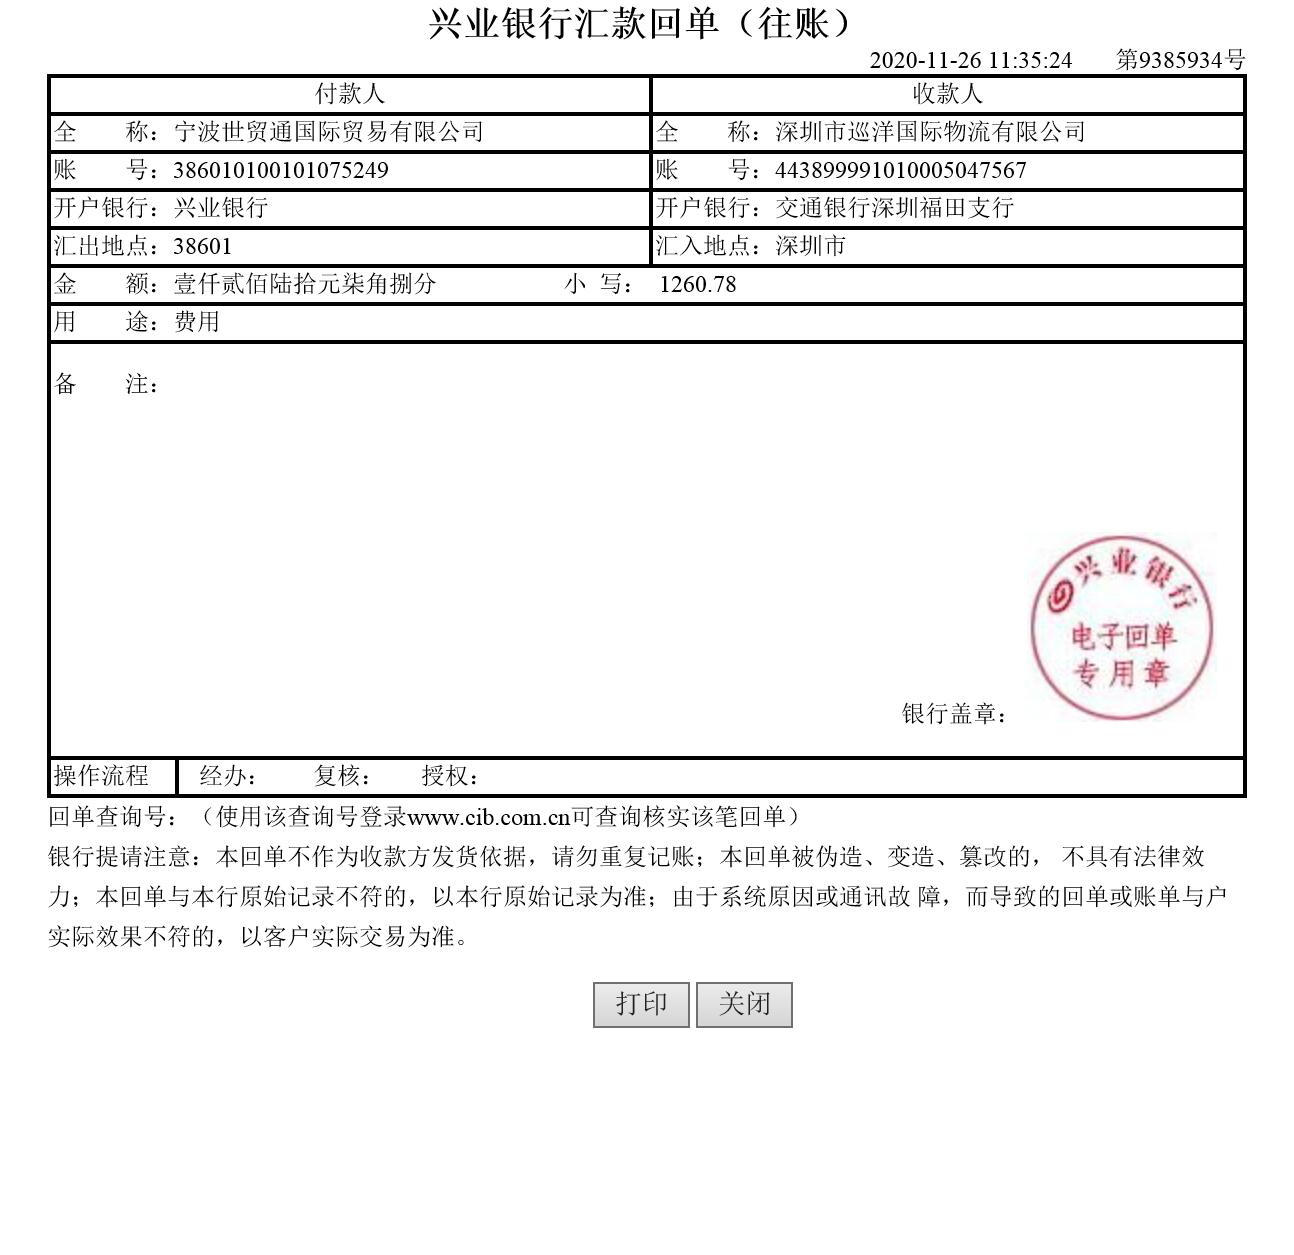 兴业银行汇款回单（往账）
2020-11-26 11:35:24 第9385934号
付款人 收款人
全 称：宁波世贸通国际贸易有限公司 全 称：深圳市巡洋国际物流有限公司
账 号：386010100101075249 账 号：443899991010005047567
开户银行：兴业银行 开户银行：交通银行深圳福田支行
汇出地点：38601 汇入地点：深圳市
金 额：壹仟贰佰陆拾元柒角捌分 小 写： 1260.78
用 途：费用
备 注：
兴业银行
电子回单
专用章
银行盖章：
操作流程 经办： 复核： 授权：
回单查询号：（使用该查询号登录www.cib.com.cn可查询核实该笔回单）
银行提请注意：本回单不作为收款方发货依据，请勿重复记账；本回单被伪造、变造、篡改的， 不具有法律效
力；本回单与本行原始记录不符的，以本行原始记录为准；由于系统原因或通讯故 障，而导致的回单或账单与户
实际效果不符的，以客户实际交易为准。
打印 关闭